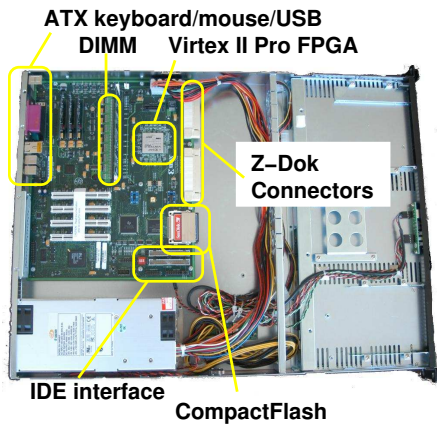 ATX keyboard/mouse/USB
DIMM
Virtex II Pro FPGA
Z–Dok
Connectors
IDE interface
CompactFlash